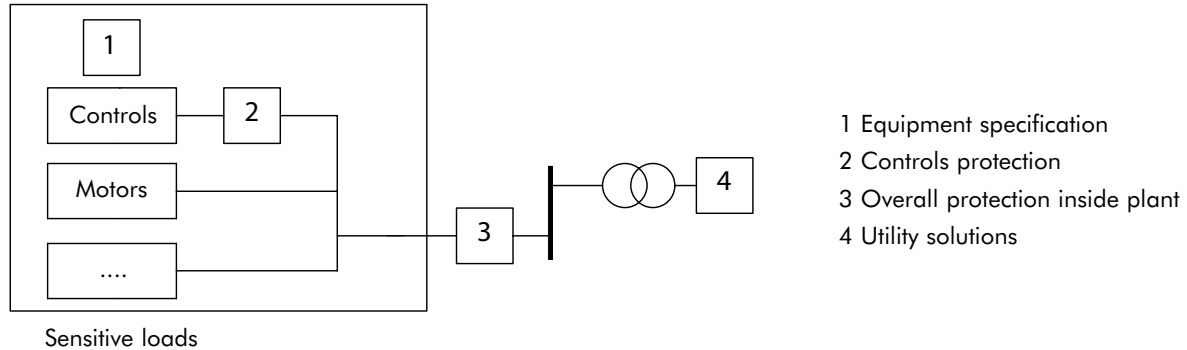 1
Controls
2
Motors
....
3
4
Sensitive loads
1 Equipment specification
2 Controls protection
3 Overall protection inside plant
4 Utility solutions